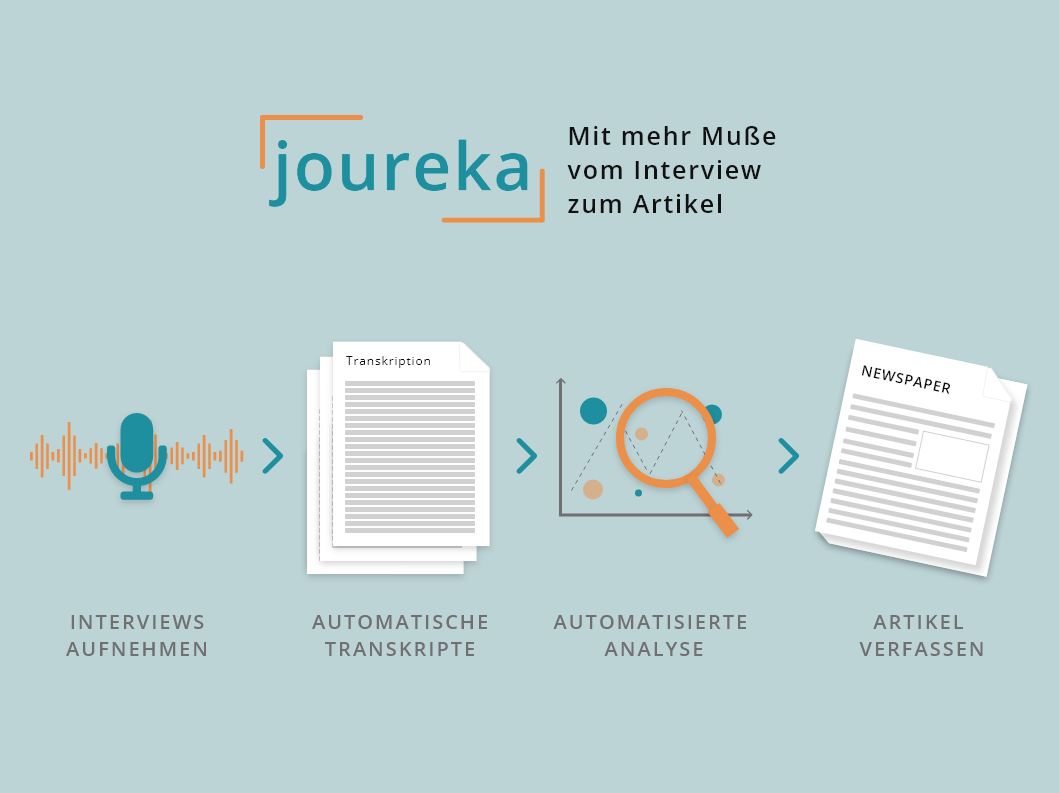 joureka
Mit mehr Muße
vom Interview
zum Artikel
Transkription
NEWSPAPER
INTERVIEWS
AUFNEHMEN
AUTOMATISCHE
TRANSKRIPTE
AUTOMATISIERTE
ANALYSE
ARTIKEL
VERFASSEN